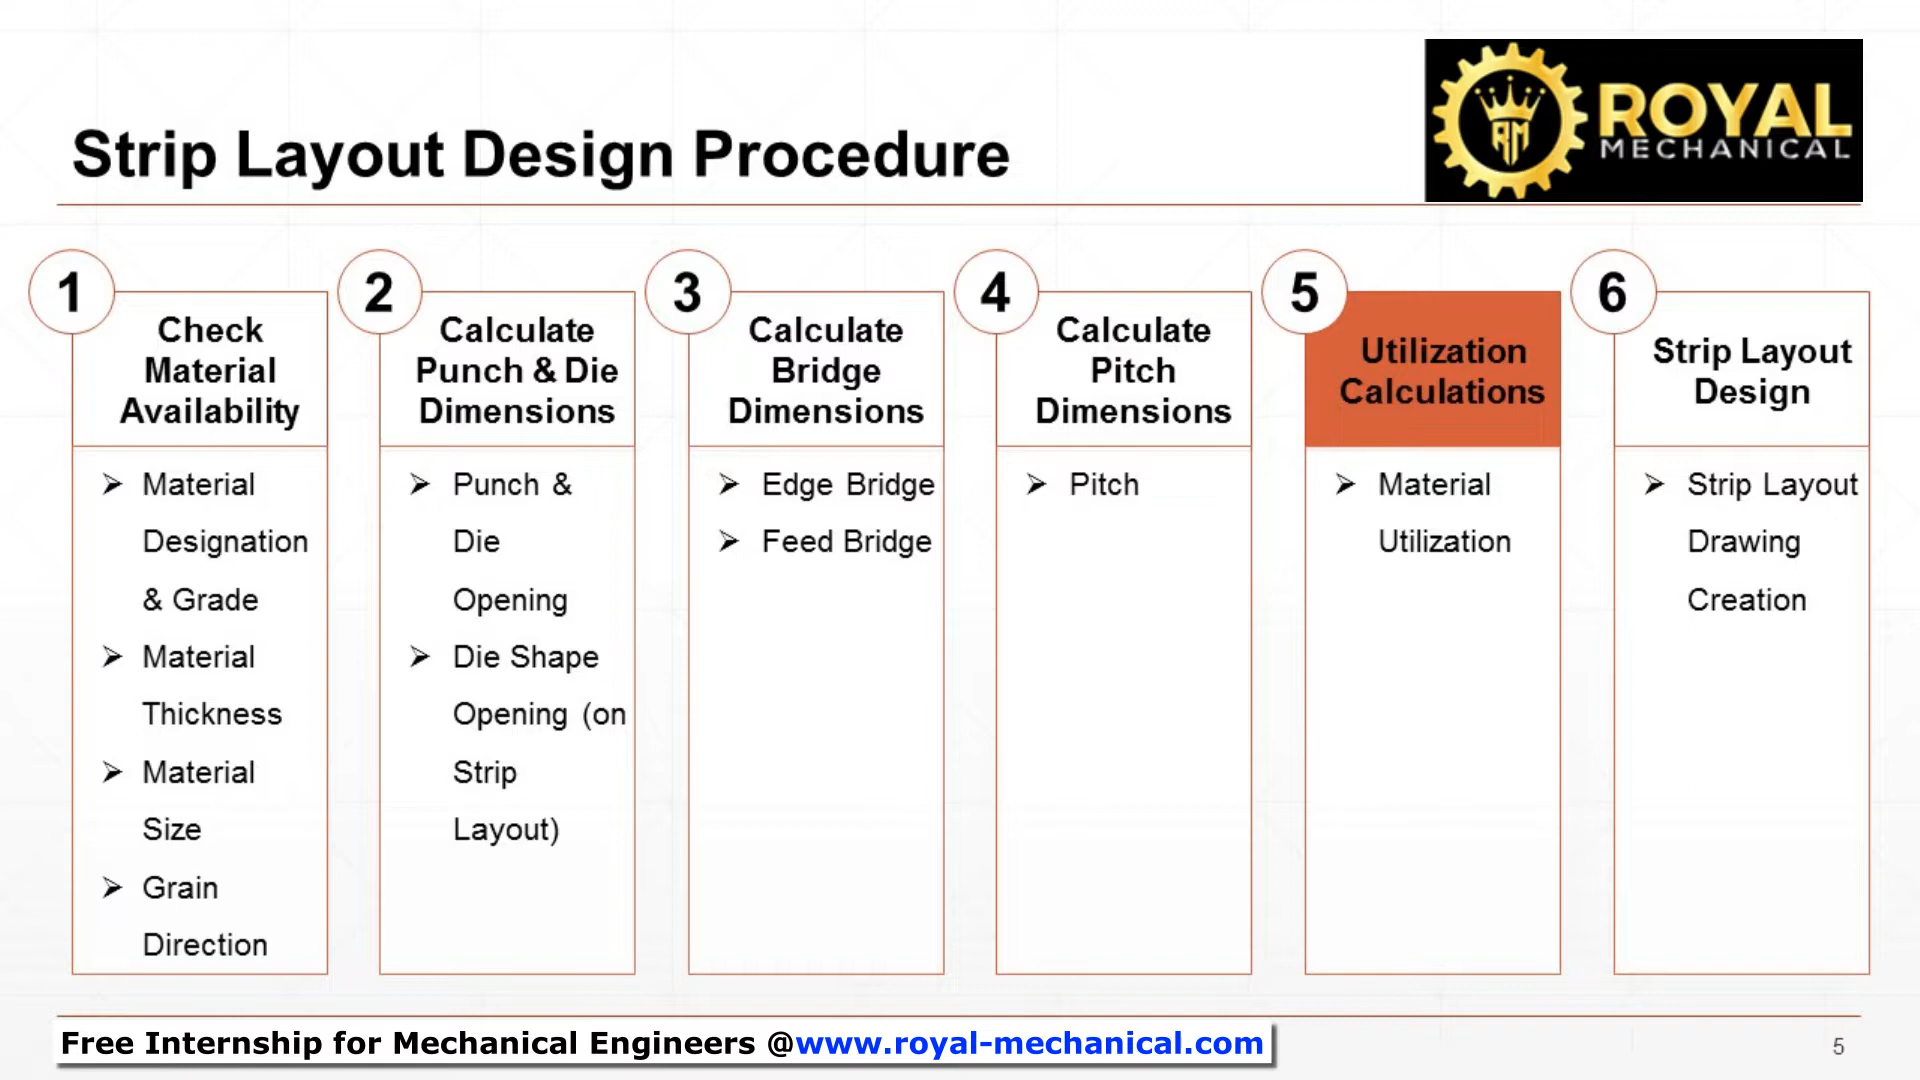 ROYAL
MECHANICAL
RM
Strip Layout Design Procedure
1
Check
Material
Availability
➢ Material
Designation
& Grade
➢ Material
Thickness
➢ Material
Size
➢ Grain
Direction
2
Calculate
Punch & Die
Dimensions
➢ Punch &
Die
Opening
➢ Die Shape
Opening (on
Strip
Layout)
3
Calculate
Bridge
Dimensions
➢ Edge Bridge
➢ Feed Bridge
4
Calculate
Pitch
Dimensions
➢ Pitch
5
Utilization
Calculations
➢ Material
Utilization
6
Strip Layout
Design
➢ Strip Layout
Drawing
Creation
Free Internship for Mechanical Engineers @www.royal-mechanical.com
5